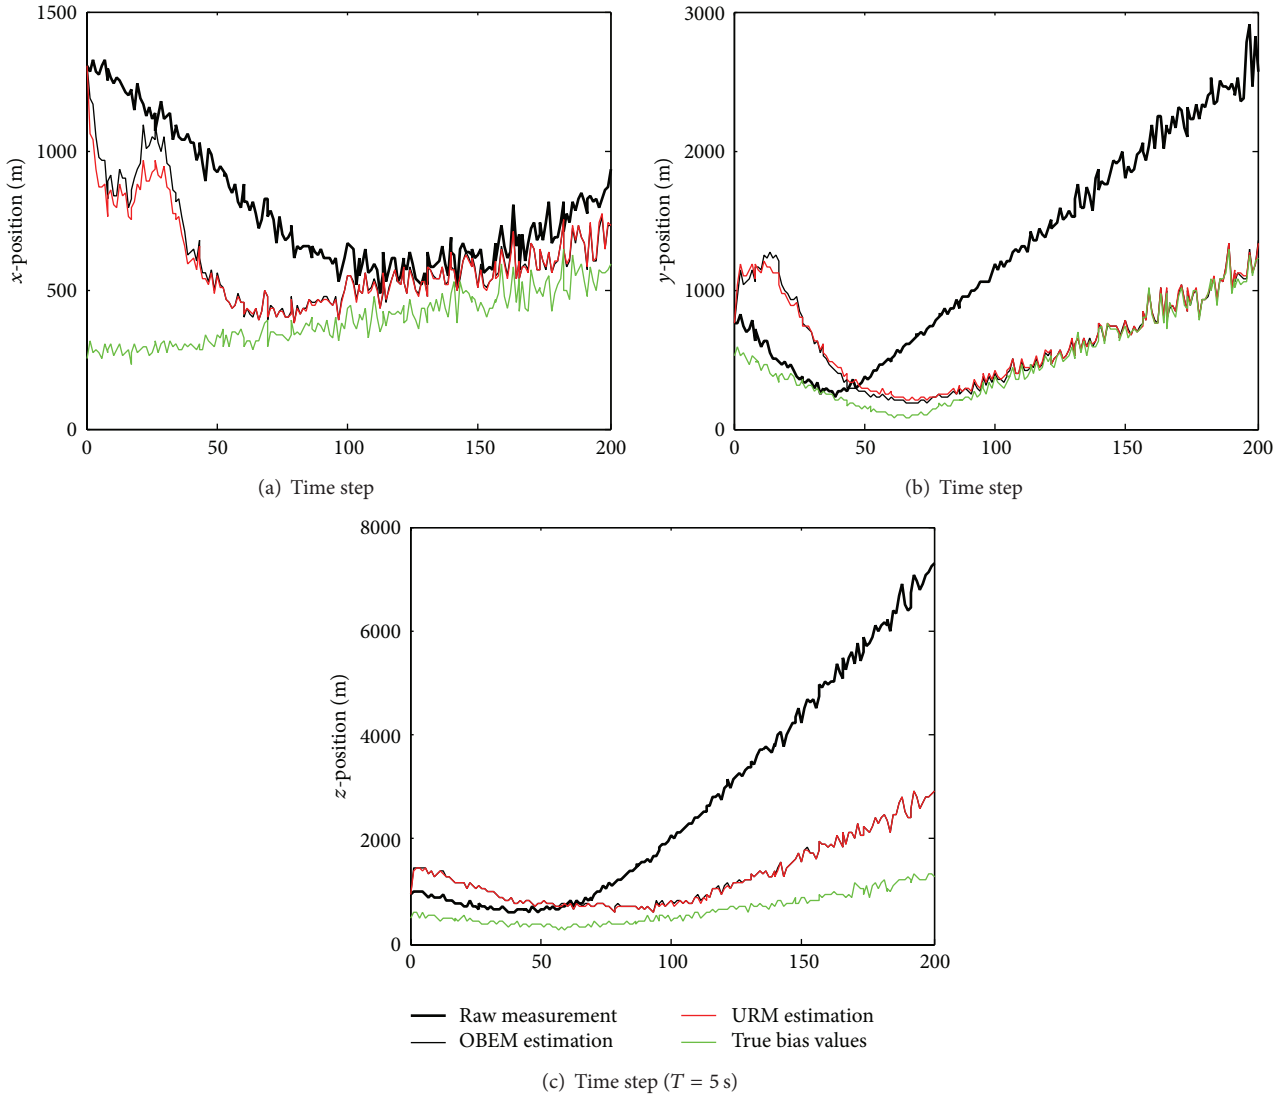 1500
1000
500
0
x-position (m)
0 50 100 150 200
(a) Time step
3000
2000
1000
0
y-position (m)
0 50 100 150 200
(b) Time step
8000
6000
4000
2000
0
z-position (m)
0 50 100 150 200
Raw measurement
OBEM estimation
URM estimation
True bias values
(c) Time step (T = 5 s)